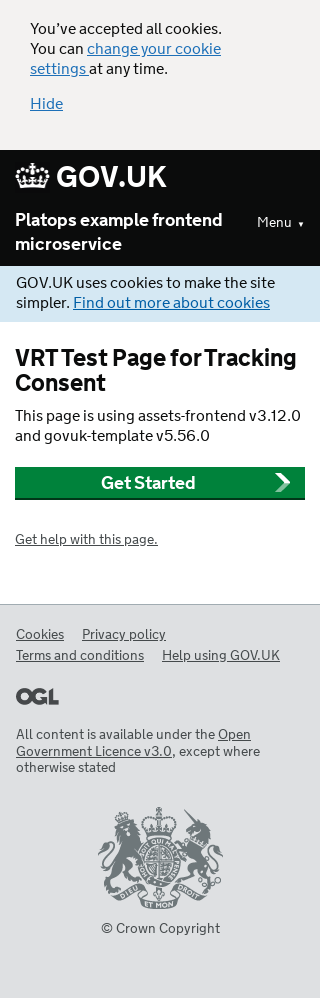 You’ve accepted all cookies.
You can change your cookie
settings at any time.
Hide
GOV.UK
Platops example frontend
microservice
Menu ▼
GOV.UK uses cookies to make the site
simpler. Find out more about cookies
VRT Test Page for Tracking
Consent
This page is using assets-frontend v3.12.0
and govuk-template v5.56.0
Get Started
Get help with this page.
Cookies Privacy policy
Terms and conditions Help using GOV.UK
OGL
All content is available under the Open
Government Licence v3.0, except where
otherwise stated
DIEU ET MON DROIT
© Crown Copyright